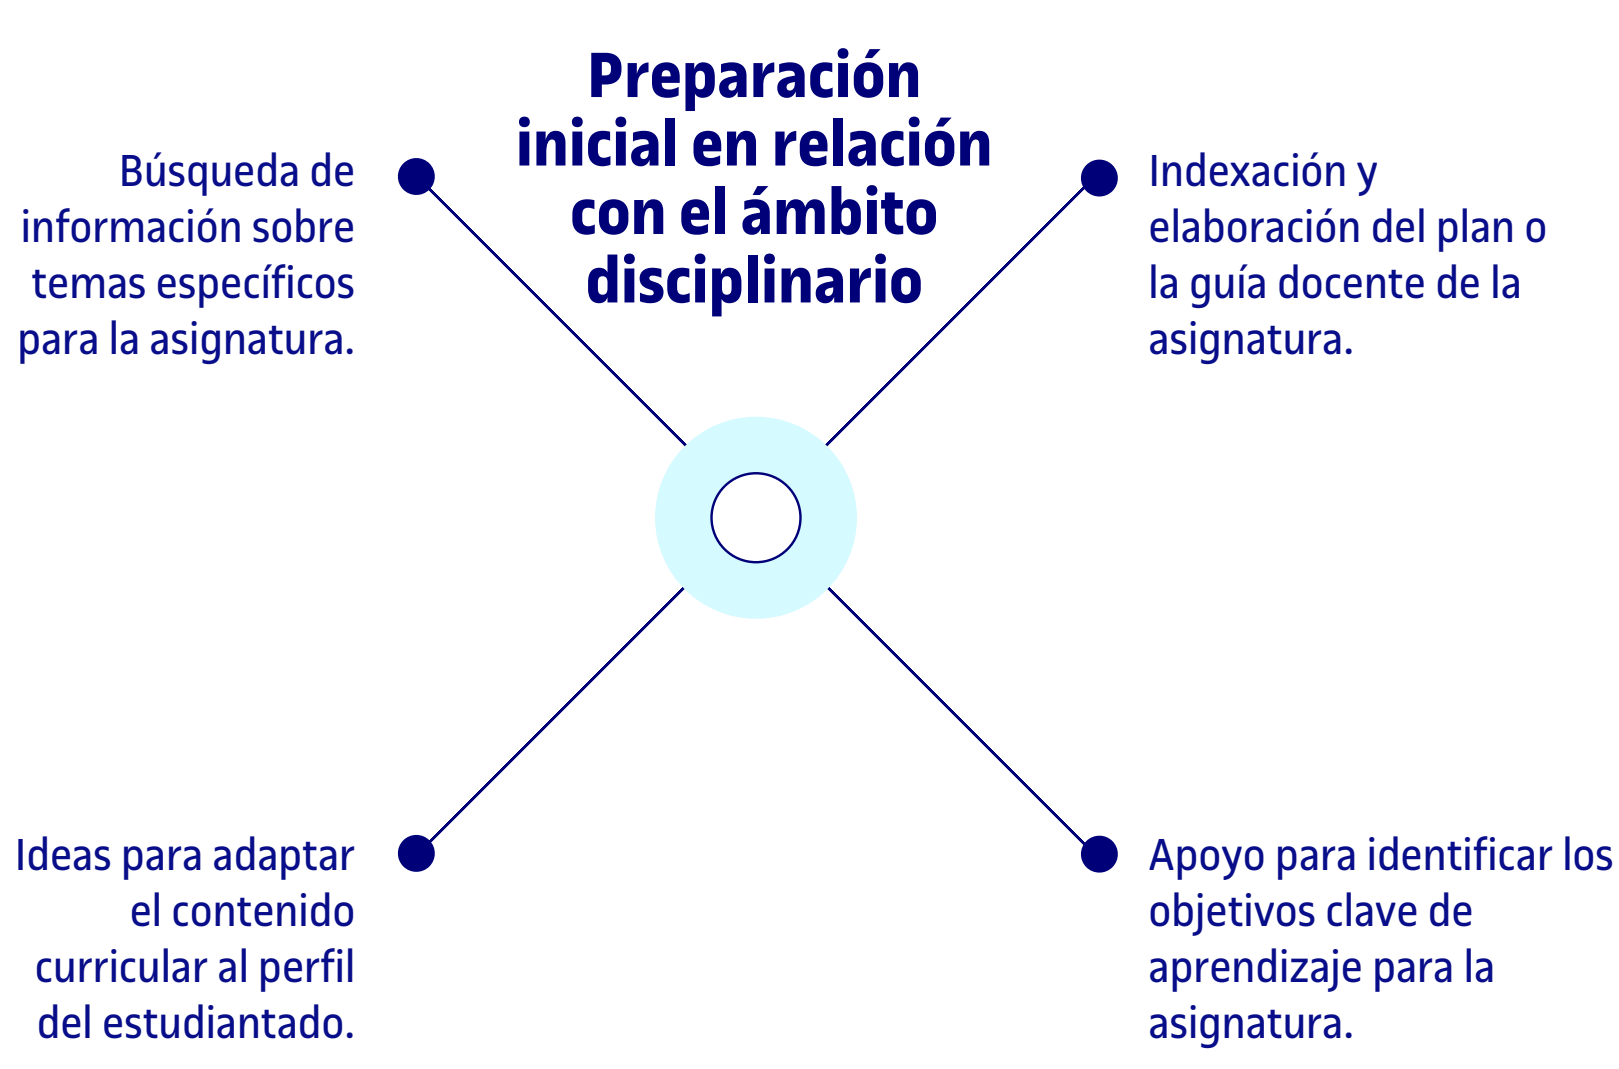 Preparación
inicial en relación
con el ámbito
disciplinario
Búsqueda de
información sobre
temas específicos
para la asignatura.
Indexación y
elaboración del plan o
la guía docente de la
asignatura.
Ideas para adaptar
el contenido
curricular al perfil
del estudiantado.
Apoyo para identificar los
objetivos clave de
aprendizaje para la
asignatura.